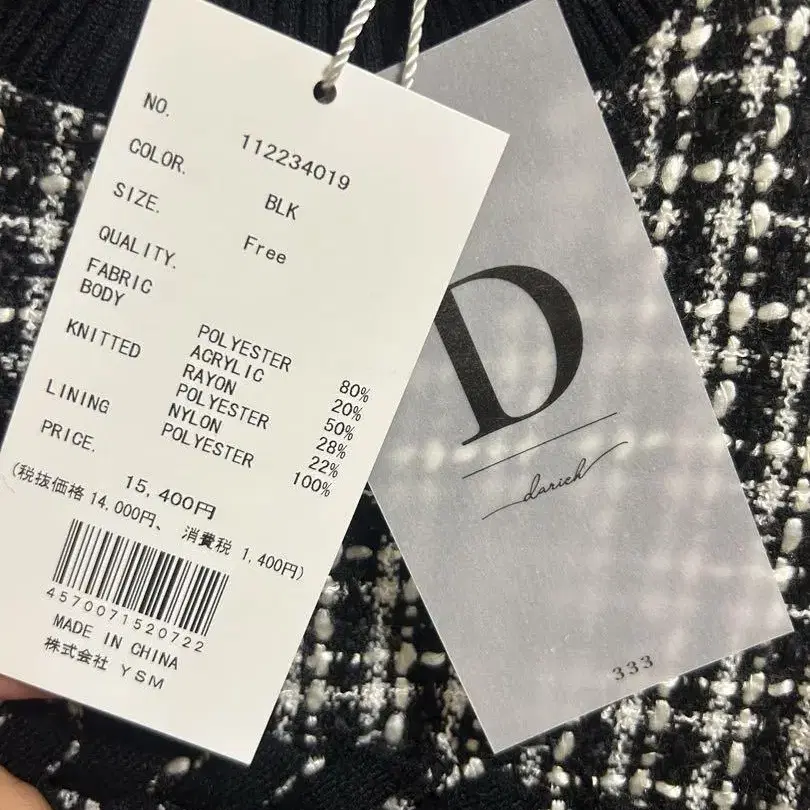 NO. 112234019
COLOR. BLK
SIZE. Free
QUALITY.
FABRIC
BODY POLYESTER 80%
ACRYLIC 20%
KNITTED RAYON 50%
POLYESTER 28%
NYLON 22%
LINING POLYESTER 100%
PRICE. 15,400円
(税抜価格 14,000円、 消費税 1,400円)
4570071520722
MADE IN CHINA
株式会社 YSM
D
darich
333